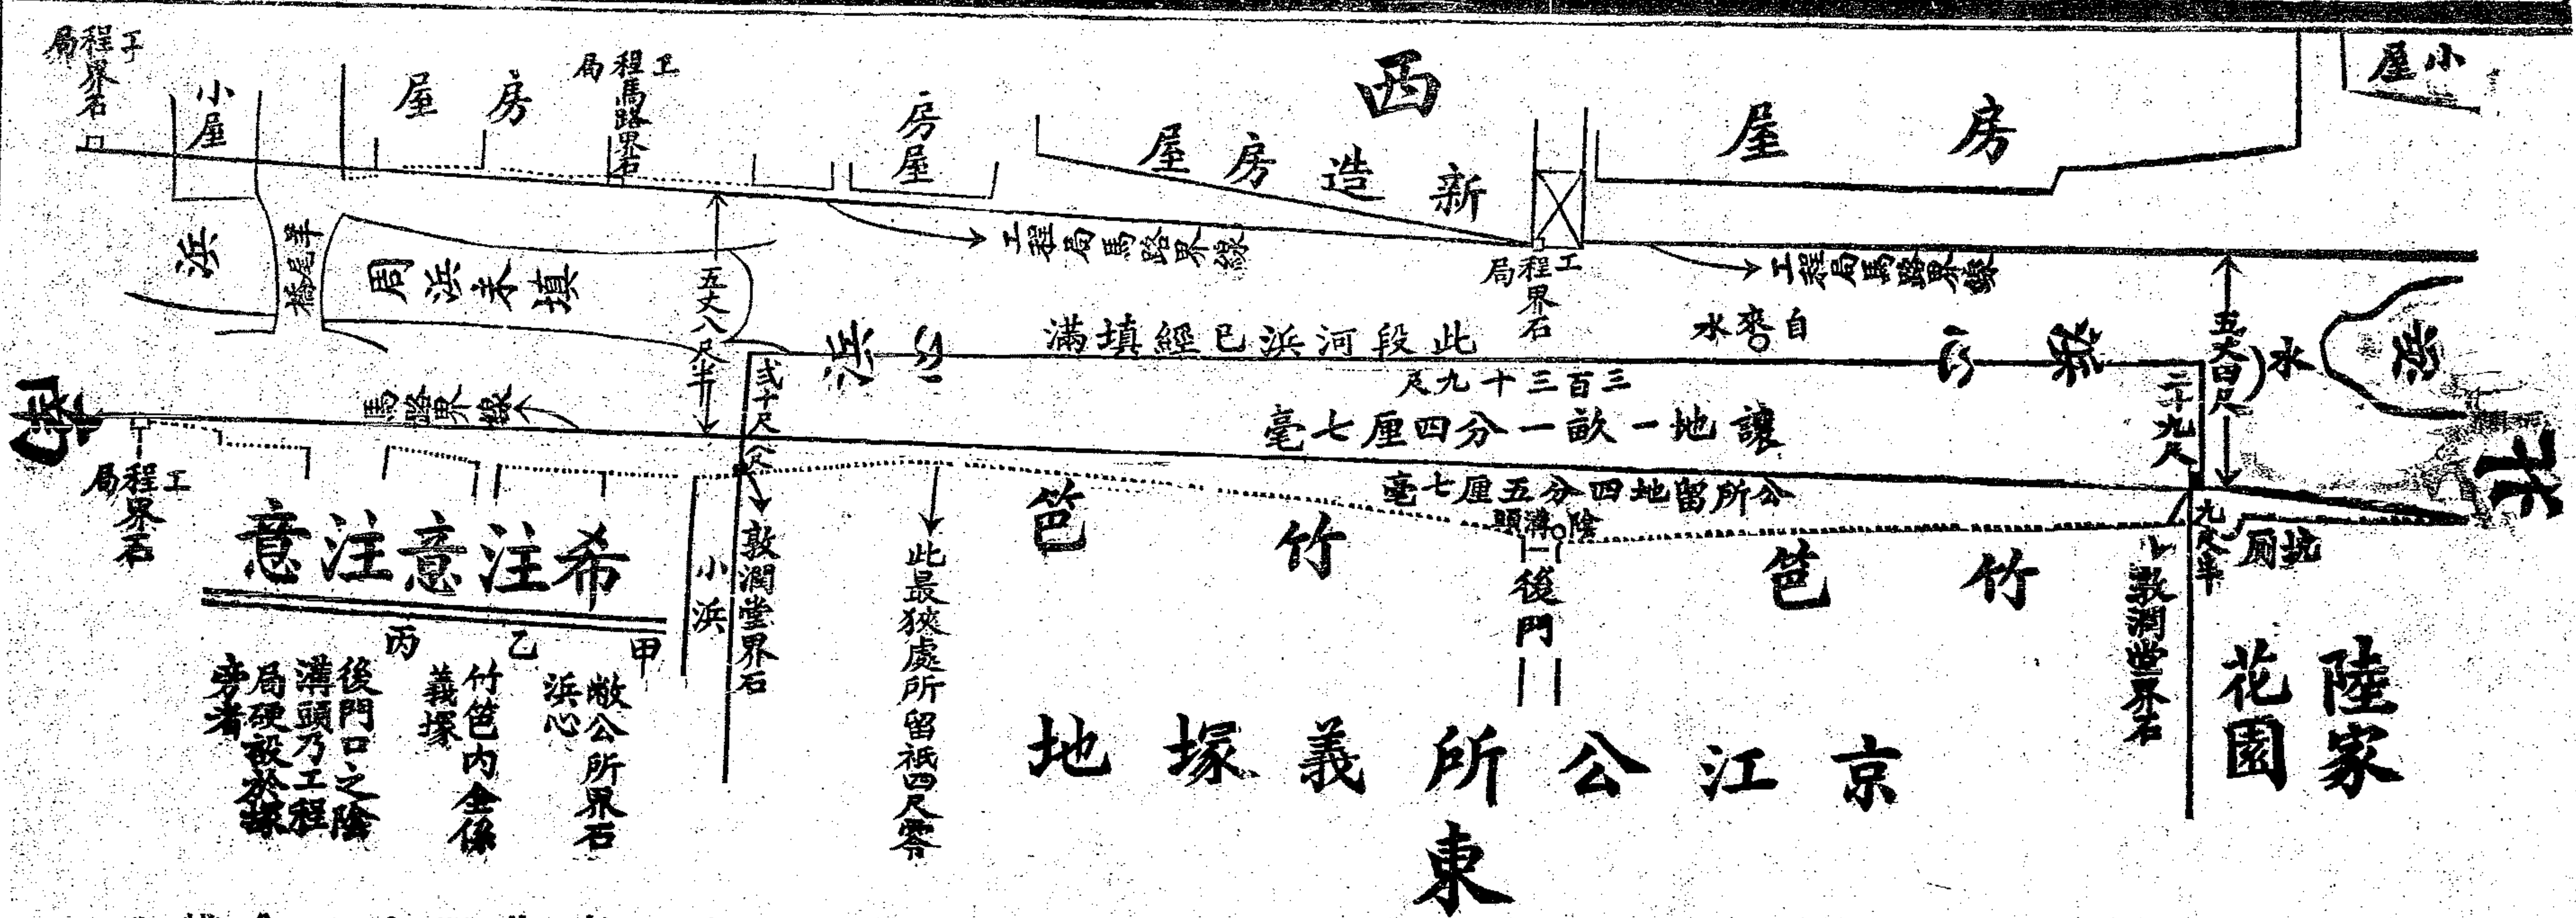 西
小屋
房屋
新造房屋
房屋
工程局馬路界石
房屋
小屋
工程局界石
工程局馬路界線
工程局馬路界線
工程局界石
自來水
此段河浜已經填滿
五丈四尺
水
浜
北
二十九尺
三百三十九尺
讓地一畝一分四厘七毫
公所留地四分五厘七毫
陰溝頭
後門
竹笆
竹笆
九尺半
坑厠
敦潤堂界石
陸家花園
京江公所義塚地
東
此最狹處所留祇四尺零
五丈八尺半
弍十尺
敦潤堂界石
小浜
周浜未填
浜
馬路界線
南
工程局界石
希注意注意
甲
敝公所界石浜心
乙
竹笆内全係義塚
丙
後門口之陰溝頭乃工程局硬設於塚旁者